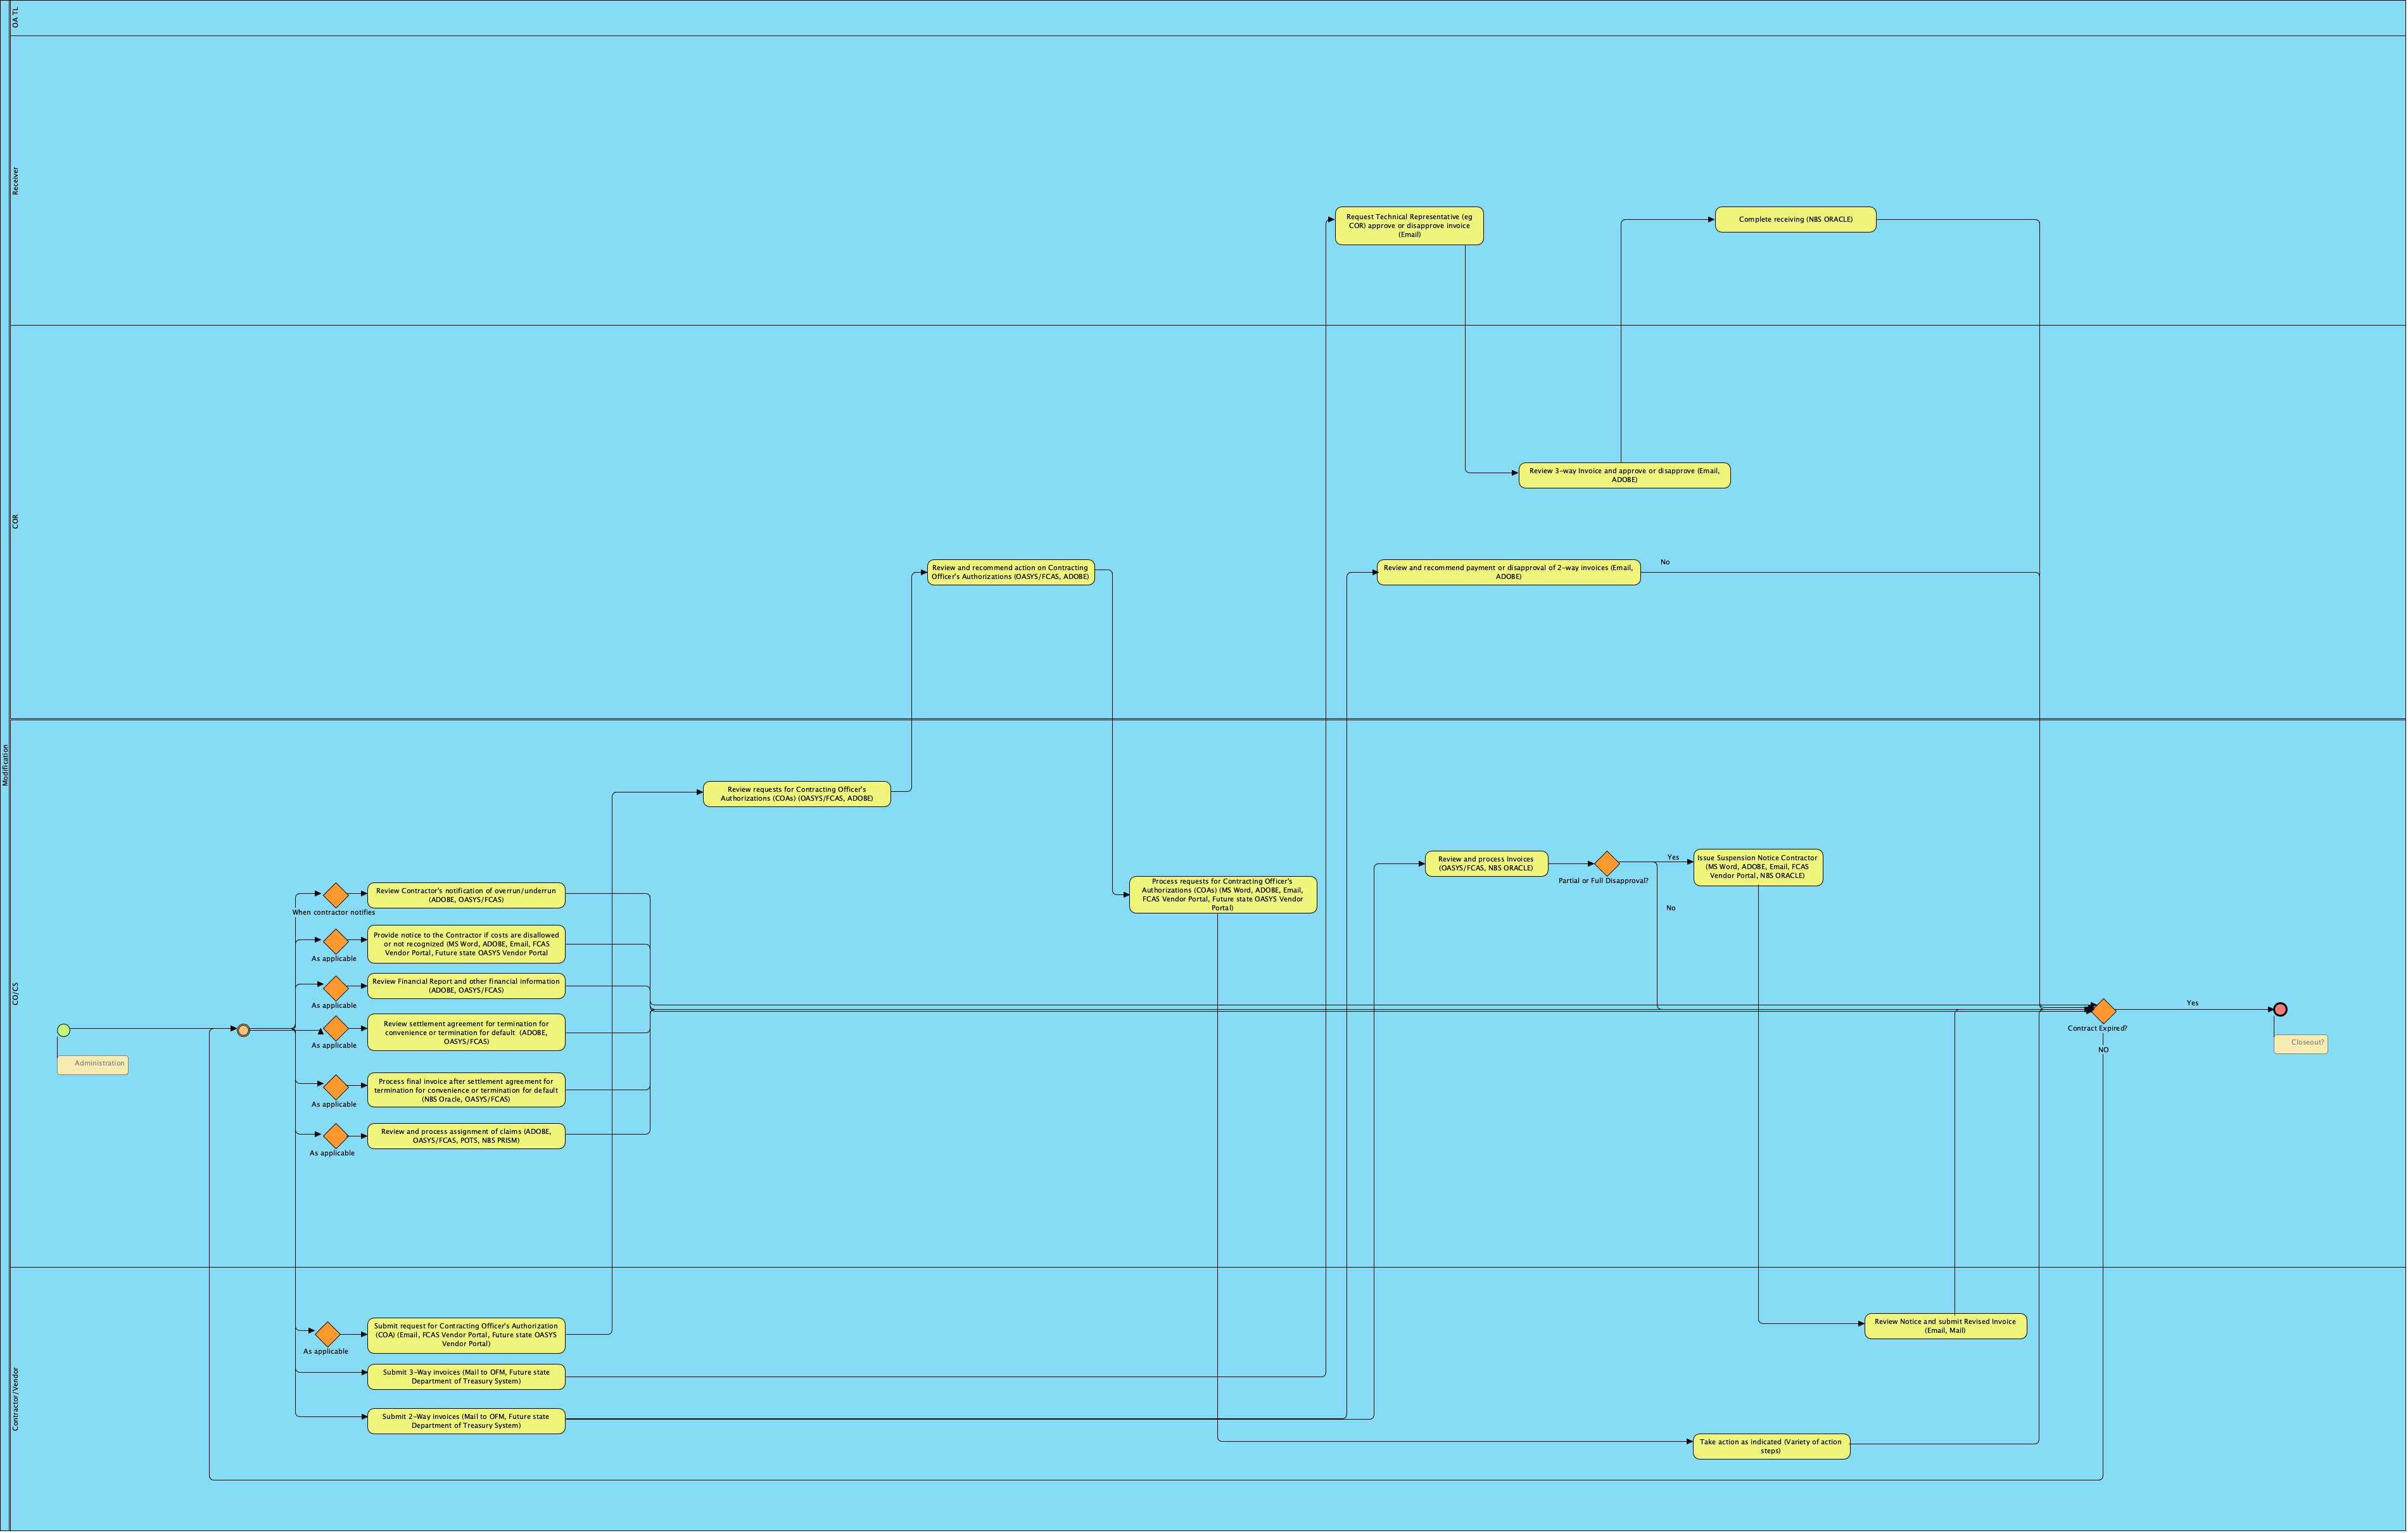 OA TL
Receiver
Request Technical Representative (eg
COR) approve or disapprove invoice
(Email)
Complete receiving (NBS ORACLE)
COR
Review 3-way Invoice and approve or disapprove (Email,
ADOBE)
Review and recommend action on Contracting
Officer's Authorizations (OASYS/FCAS, ADOBE)
Review and recommend payment or disapproval of 2-way invoices (Email,
ADOBE)
No
Modification
CO/CS
Review requests for Contracting Officer's
Authorizations (COAs) (OASYS/FCAS, ADOBE)
Process requests for Contracting Officer's
Authorizations (COAs) (MS Word, ADOBE, Email,
FCAS Vendor Portal, Future state OASYS Vendor
Portal)
Review and process Invoices
(OASYS/FCAS, NBS ORACLE)
Partial or Full Disapproval?
Yes
No
Issue Suspension Notice Contractor
(MS Word, ADOBE, Email, FCAS
Vendor Portal, NBS ORACLE)
When contractor notifies
Review Contractor's notification of overrun/underrun
(ADOBE, OASYS/FCAS)
As applicable
Provide notice to the Contractor if costs are disallowed
or not recognized (MS Word, ADOBE, Email, FCAS
Vendor Portal, Future state OASYS Vendor Portal
As applicable
Review Financial Report and other financial information
(ADOBE, OASYS/FCAS)
As applicable
Review settlement agreement for termination for
convenience or termination for default (ADOBE,
OASYS/FCAS)
As applicable
Process final invoice after settlement agreement for
termination for convenience or termination for default
(NBS Oracle, OASYS/FCAS)
As applicable
Review and process assignment of claims (ADOBE,
OASYS/FCAS, POTS, NBS PRISM)
Administration
Contract Expired?
Yes
NO
Closeout?
Contractor/Vendor
As applicable
Submit request for Contracting Officer's Authorization
(COA) (Email, FCAS Vendor Portal, Future state OASYS
Vendor Portal)
Submit 3-Way invoices (Mail to OFM, Future state
Department of Treasury System)
Submit 2-Way invoices (Mail to OFM, Future state
Department of Treasury System)
Review Notice and submit Revised Invoice
(Email, Mail)
Take action as indicated (Variety of action
steps)